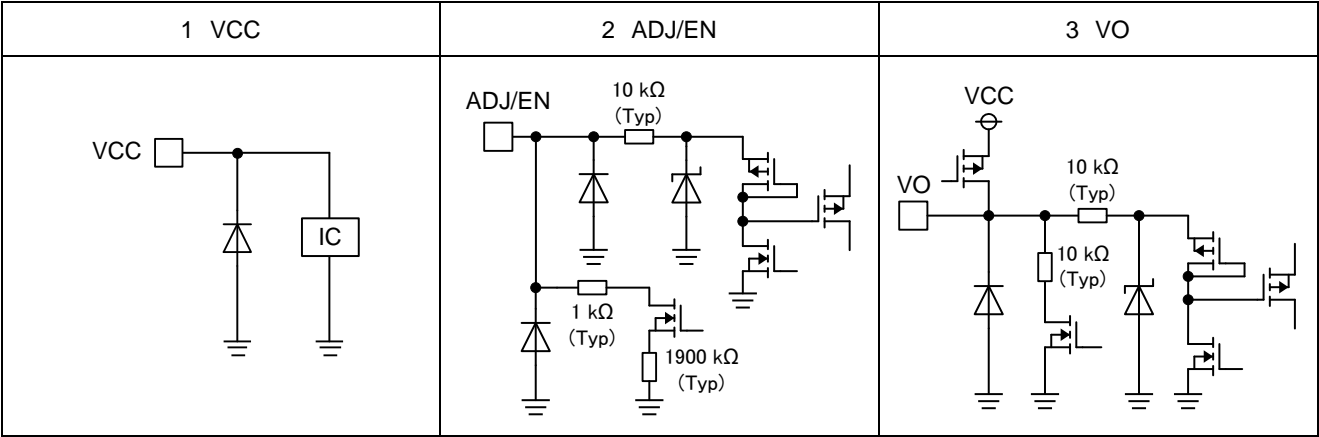 1 VCC
2 ADJ/EN
3 VO
VCC
IC
ADJ/EN
10 kΩ
(Typ)
1 kΩ
(Typ)
1900 kΩ
(Typ)
VCC
VO
10 kΩ
(Typ)
10 kΩ
(Typ)